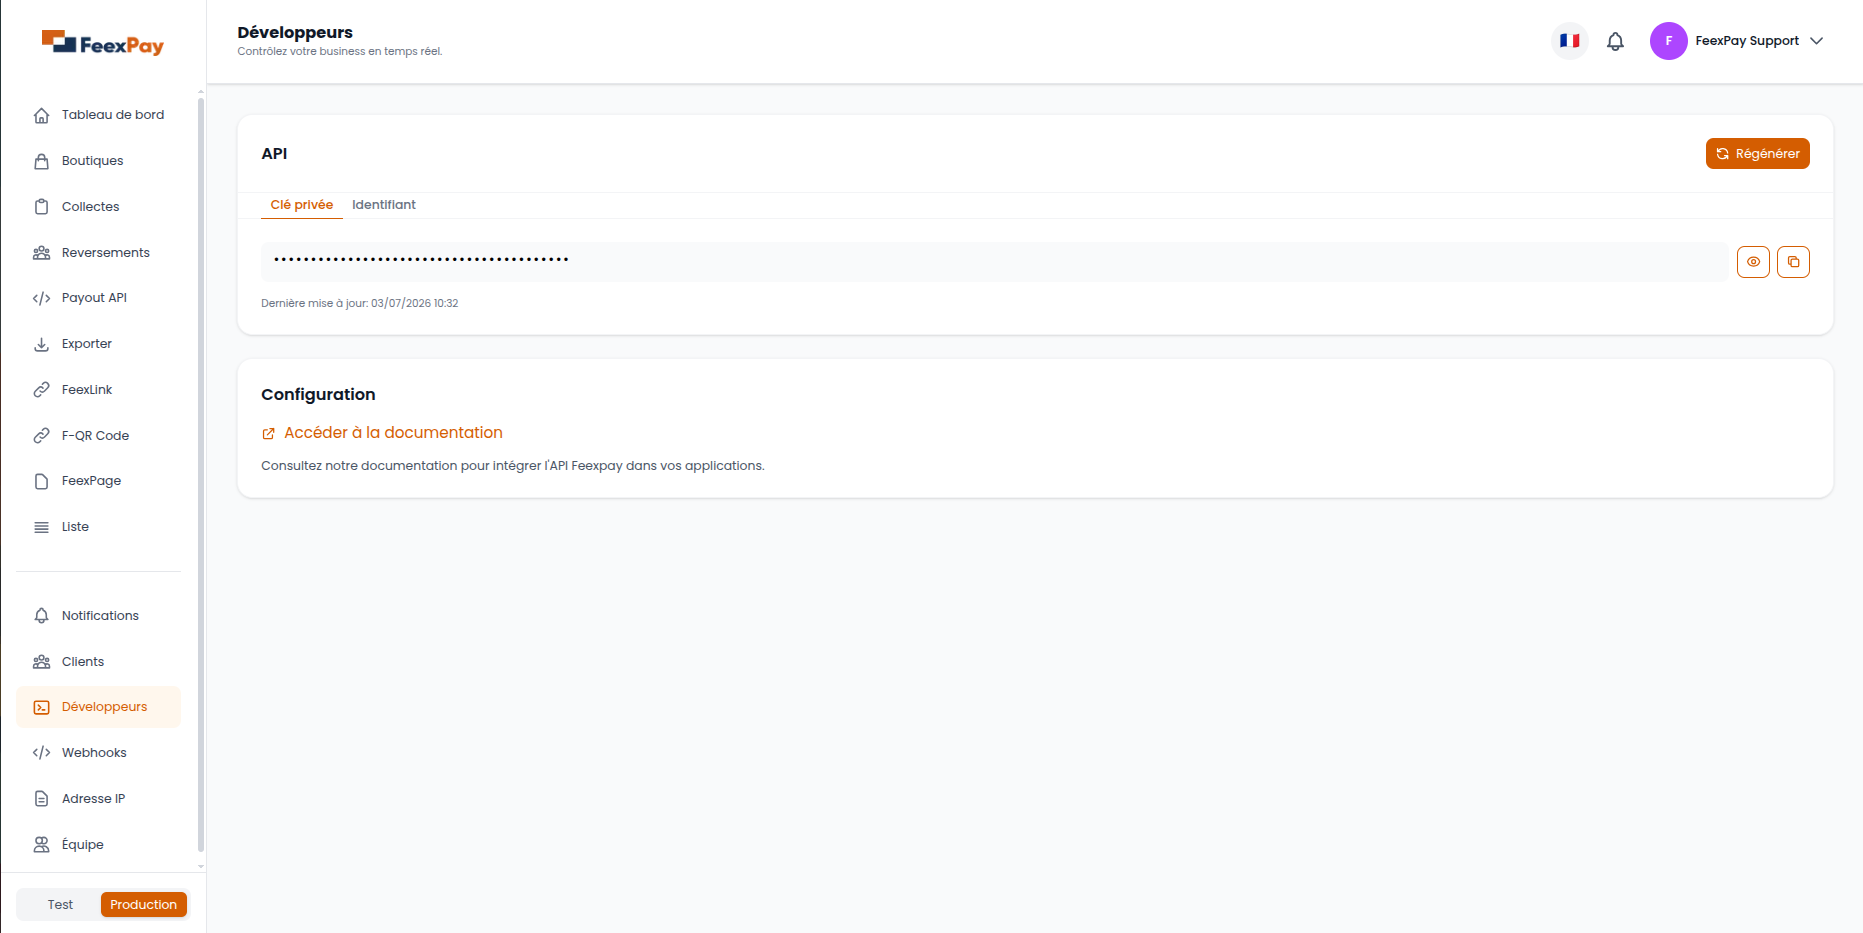 FeexPay
Tableau de bord
Boutiques
Collectes
Reversements
Payout API
Exporter
FeexLink
F-QR Code
FeexPage
Liste
Notifications
Clients
Développeurs
Webhooks
Adresse IP
Équipe
Test
Production
Développeurs
Contrôlez votre business en temps réel.
F
FeexPay Support
API
Régénérer
Clé privée
Identifiant
••••••••••••••••••••••••••••••••••••••••
Dernière mise à jour: 03/07/2026 10:32
Configuration
Accéder à la documentation
Consultez notre documentation pour intégrer l'API Feexpay dans vos applications.